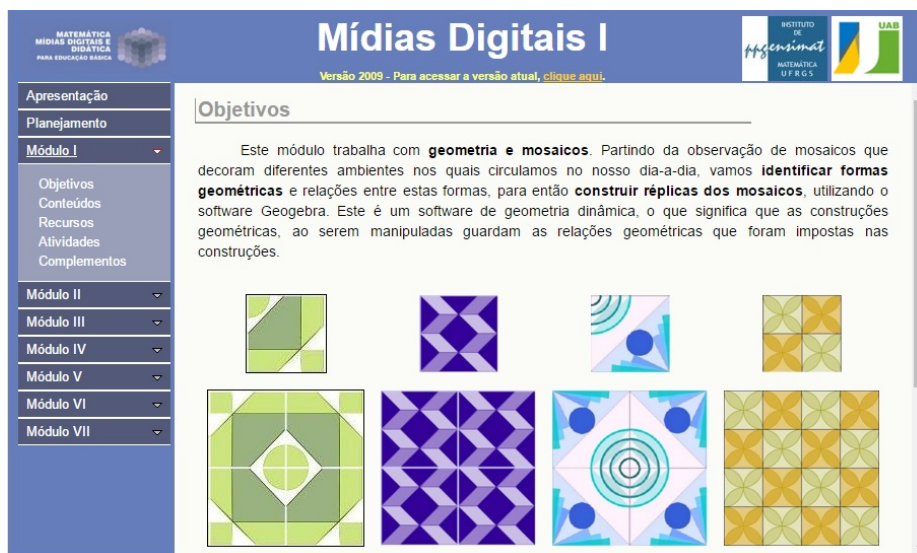 MATEMÁTICA
MÍDIAS DIGITAIS E
DIDÁTICA
PARA EDUCAÇÃO BÁSICA
Mídias Digitais I
Versão 2009 - Para acessar a versão atual, clique aqui.
INSTITUTO
DE
ppgensimat
MATEMÁTICA
UFRGS
UAB
Apresentação
Planejamento
Módulo I
Objetivos
Conteúdos
Recursos
Atividades
Complementos
Módulo II
Módulo III
Módulo IV
Módulo V
Módulo VI
Módulo VII
Objetivos
Este módulo trabalha com geometria e mosaicos. Partindo da observação de mosaicos que
decoram diferentes ambientes nos quais circulamos no nosso dia-a-dia, vamos identificar formas
geométricas e relações entre estas formas, para então construir réplicas dos mosaicos, utilizando o
software Geogebra. Este é um software de geometria dinâmica, o que significa que as construções
geométricas, ao serem manipuladas guardam as relações geométricas que foram impostas nas
construções.